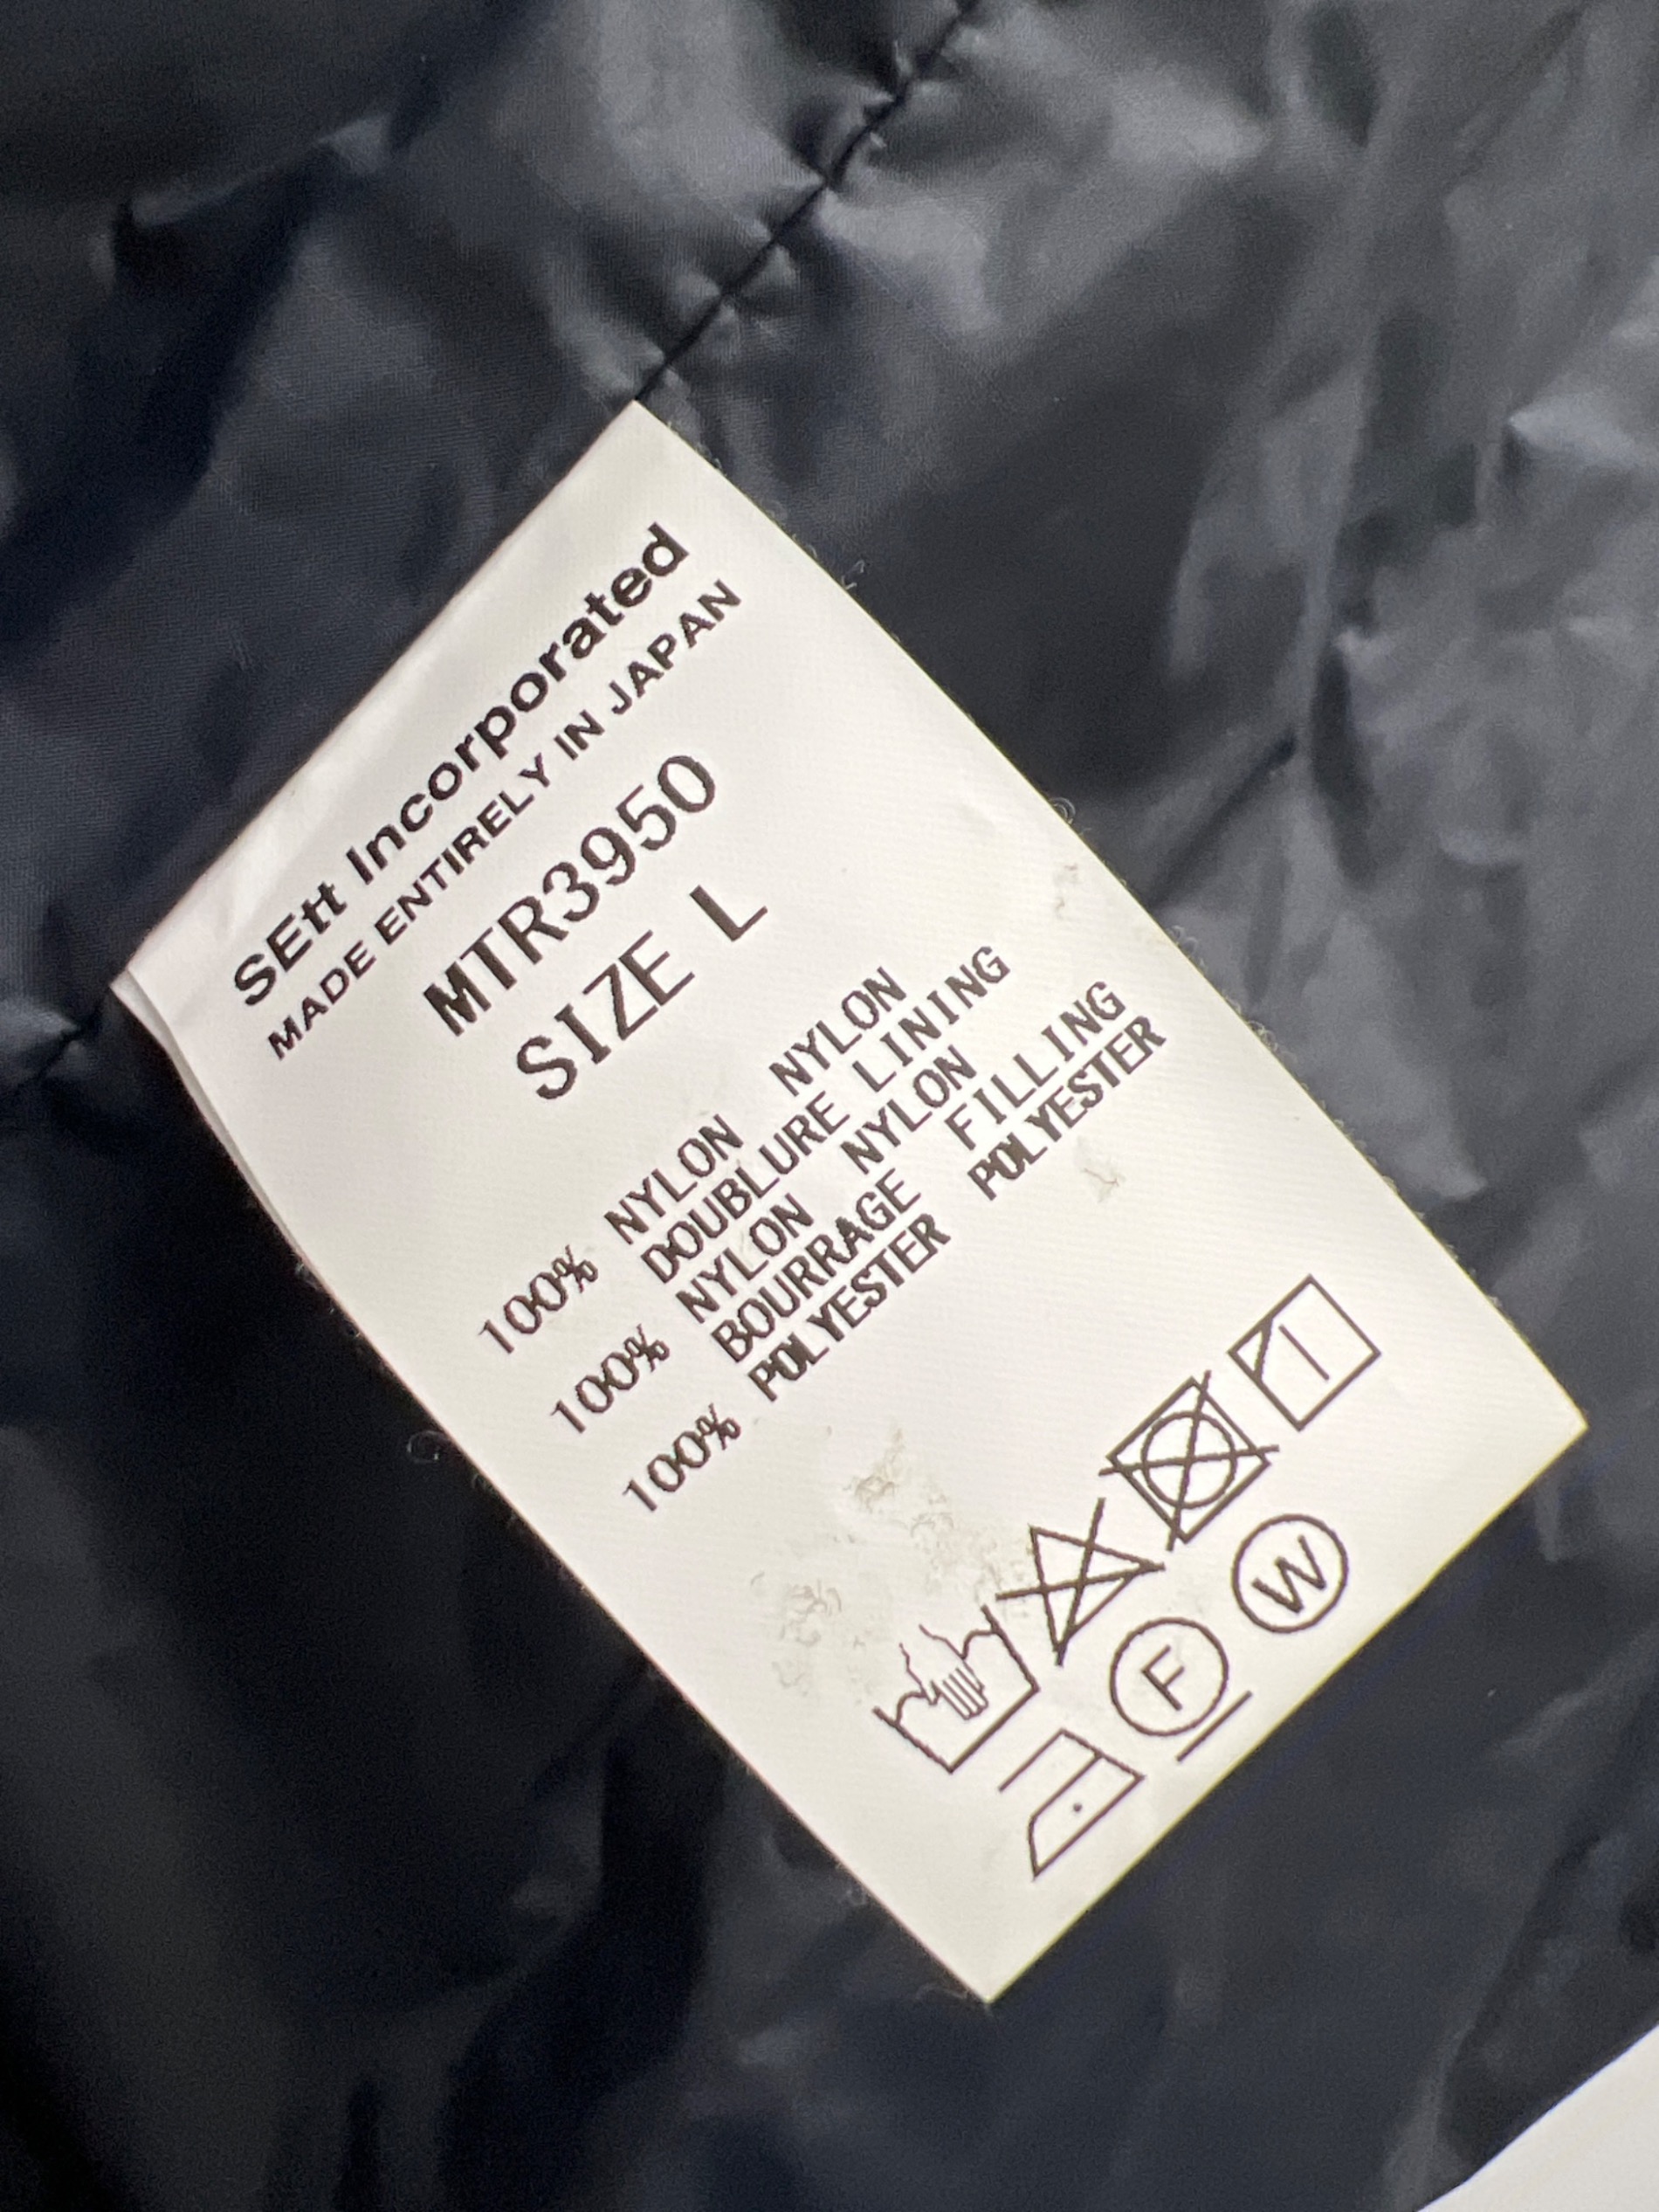 SEtt Incorporated
MADE ENTIRELY IN JAPAN
MTR3950
SIZE L
100% NYLON NYLON
DOUBLURE LINING
100% NYLON NYLON
BOURRAGE FILLING
100% POLYESTER POLYESTER
F W